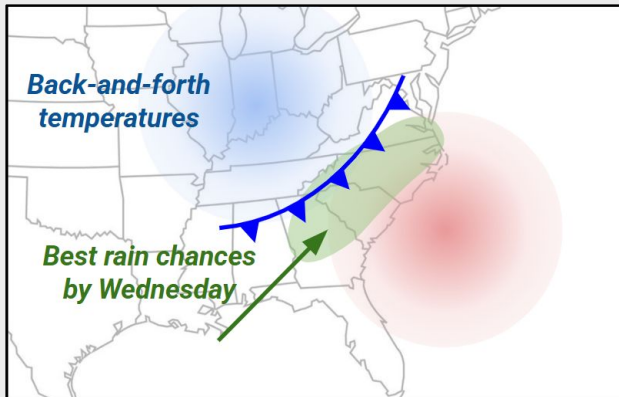 Back-and-forth
temperatures
Best rain chances
by Wednesday